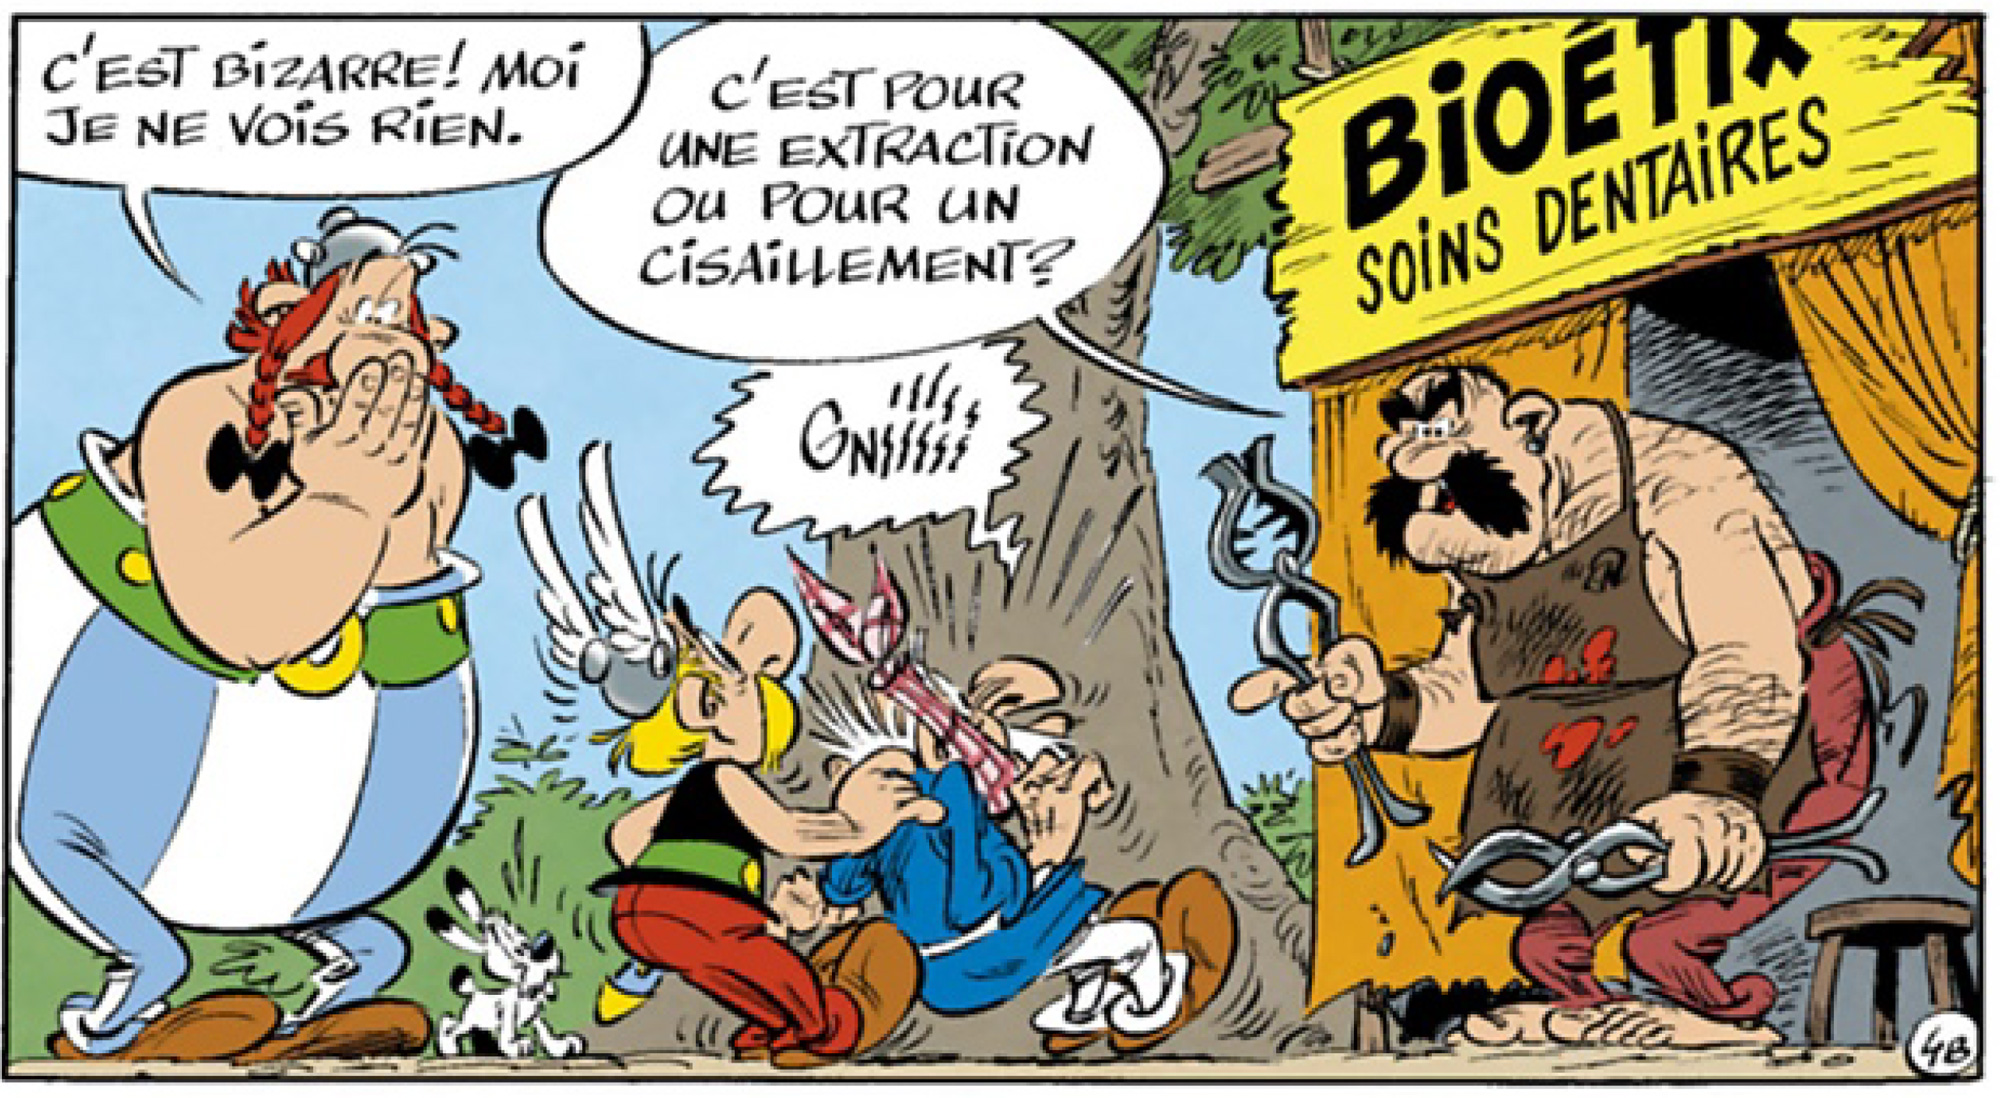 C'EST BIZARRE! MOI
JE NE VOIS RIEN.
C'EST POUR
UNE EXTRACTION
OU POUR UN
CISAILLEMENT?
GNIIIII
BIOÉTIX
SOINS DENTAIRES
4B